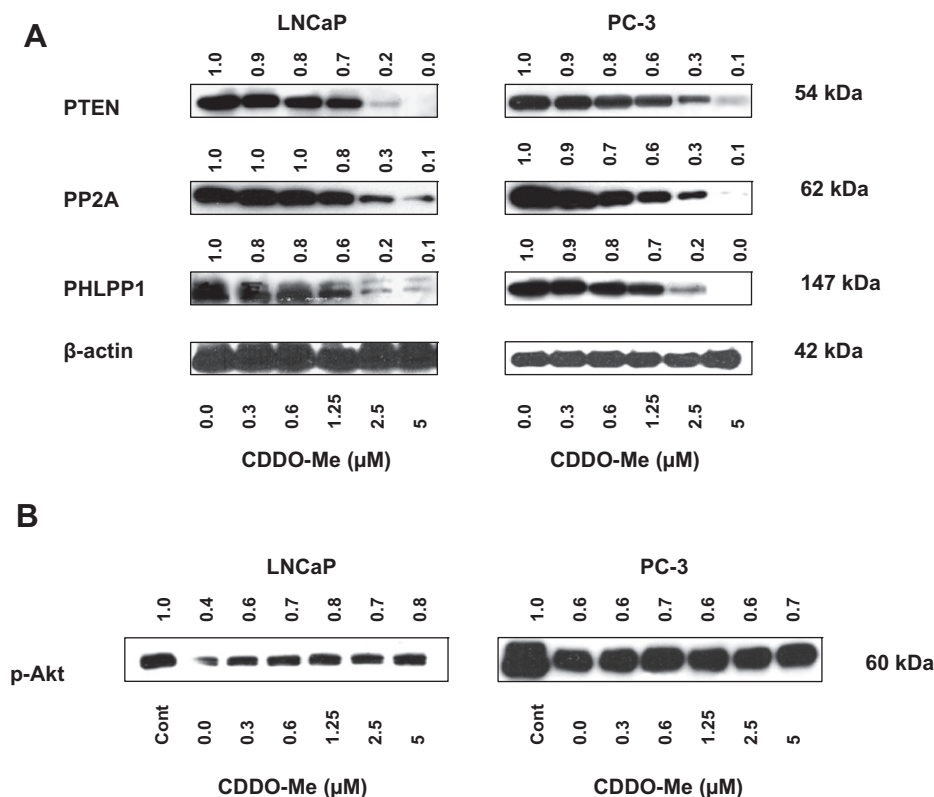 A
LNCaP PC-3
1.0 0.9 0.8 0.7 0.2 0.0 1.0 0.9 0.8 0.6 0.3 0.1
PTEN 54 kDa
1.0 1.0 1.0 0.8 0.3 0.1 1.0 0.9 0.7 0.6 0.3 0.1
PP2A 62 kDa
1.0 0.8 0.8 0.6 0.2 0.1 1.0 0.9 0.8 0.7 0.2 0.0
PHLPP1 147 kDa
β-actin 42 kDa
0.0 0.3 0.6 1.25 2.5 5 0.0 0.3 0.6 1.25 2.5 5
CDDO-Me (µM) CDDO-Me (µM)
B
LNCaP PC-3
1.0 0.4 0.6 0.7 0.8 0.7 0.8 1.0 0.6 0.6 0.7 0.6 0.6 0.7
p-Akt 60 kDa
Cont 0.0 0.3 0.6 1.25 2.5 5 Cont 0.0 0.3 0.6 1.25 2.5 5
CDDO-Me (µM) CDDO-Me (µM)